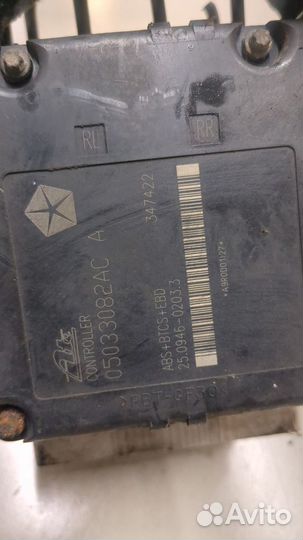 RL
RR
Ate
CONTROLLER
05033082AC A
347422
ABS+BTCS+EBD
25.0946-0203.3
Avito